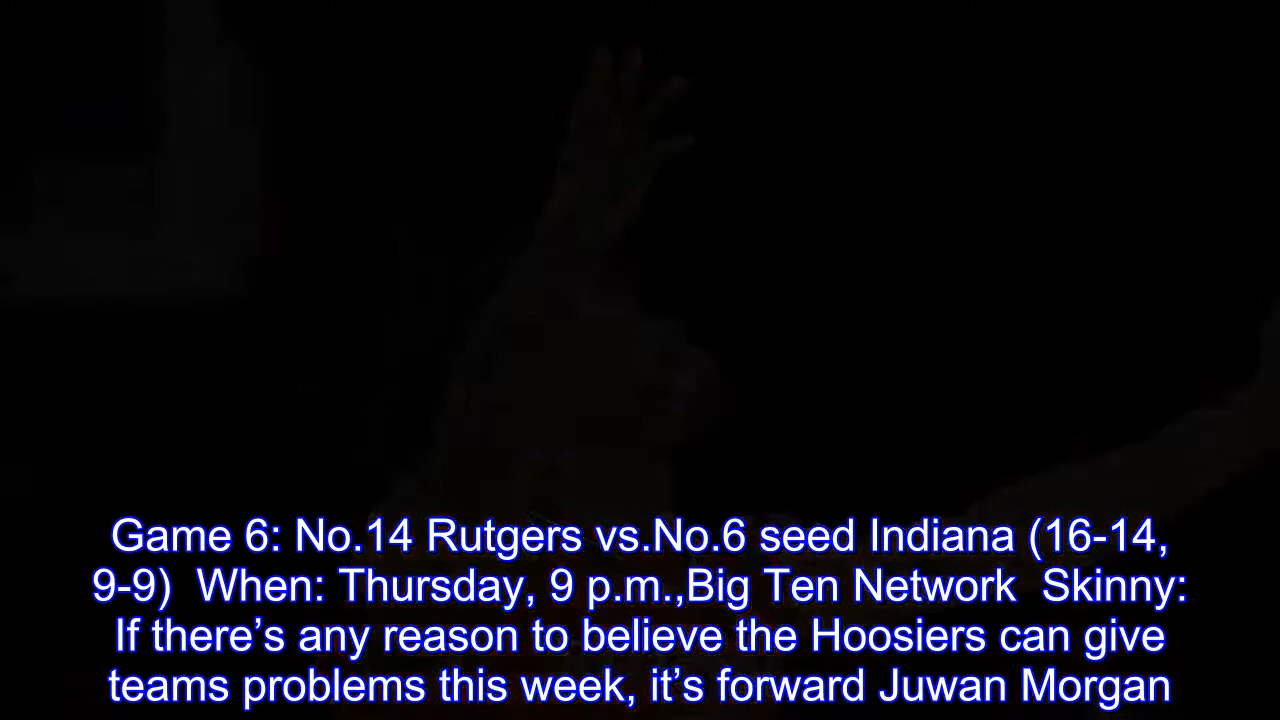 Game 6: No.14 Rutgers vs.No.6 seed Indiana (16-14,
9-9)  When: Thursday, 9 p.m.,Big Ten Network  Skinny:
If there’s any reason to believe the Hoosiers can give
teams problems this week, it’s forward Juwan Morgan